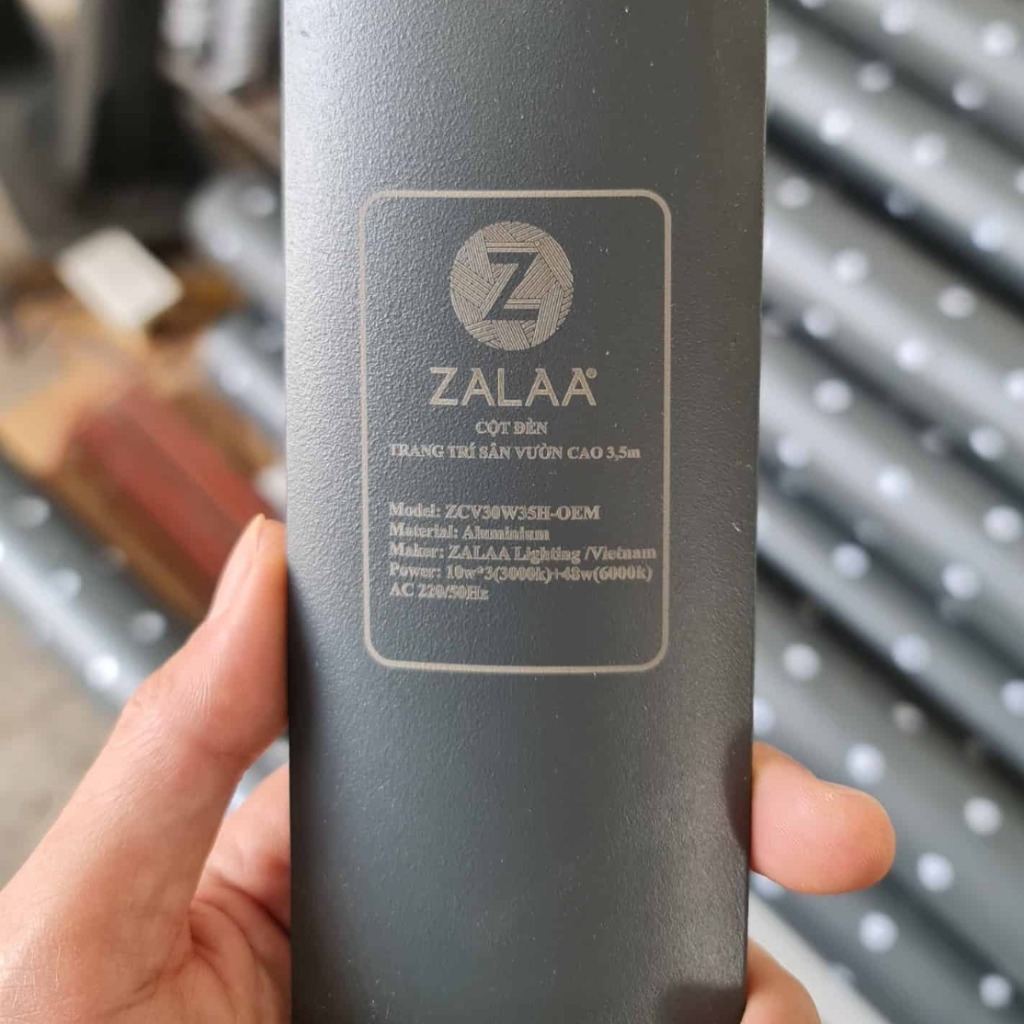 Z
ZALAA®
CỘT ĐÈN
TRANG TRÍ SÂN VƯỜN CAO 3,5m
Model: ZCV30W35H-OEM
Material: Aluminium
Maker: ZALAA Lighting /Vietnam
Power: 10w*3(3000k)+48w(6000k)
AC 220/50Hz